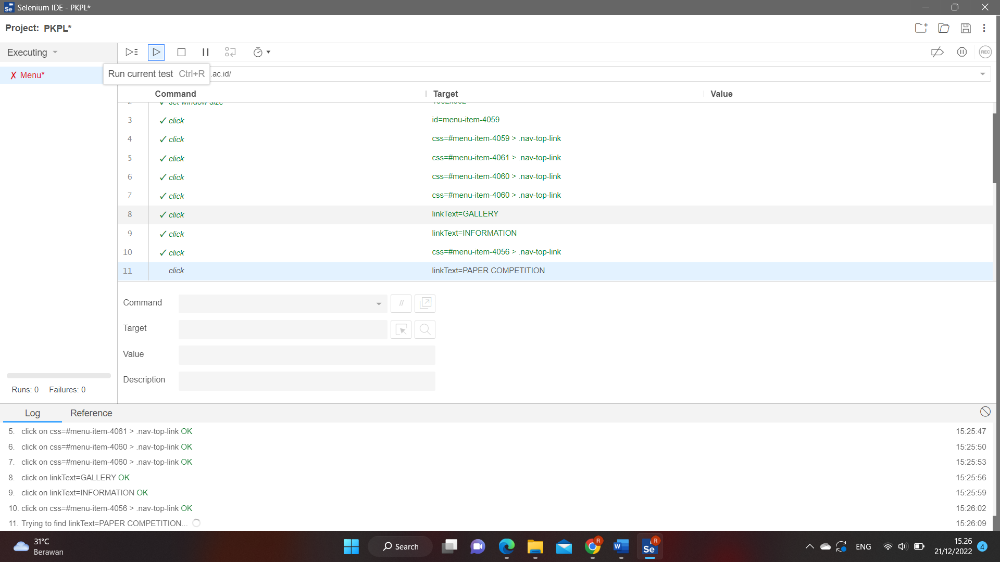 Selenium IDE - PKPL*
Project: PKPL*
Executing
Run current test Ctrl+R
.ac.id/
REC
X Menu*
Command Target Value
2 ✓ set window size
3 ✓ click id=menu-item-4059
4 ✓ click css=#menu-item-4059 > .nav-top-link
5 ✓ click css=#menu-item-4061 > .nav-top-link
6 ✓ click css=#menu-item-4060 > .nav-top-link
7 ✓ click css=#menu-item-4060 > .nav-top-link
8 ✓ click linkText=GALLERY
9 ✓ click linkText=INFORMATION
10 ✓ click css=#menu-item-4056 > .nav-top-link
11 click linkText=PAPER COMPETITION
Command
//
Target
Value
Description
Runs: 0 Failures: 0
Log Reference
5. click on css=#menu-item-4061 > .nav-top-link OK 15:25:47
6. click on css=#menu-item-4060 > .nav-top-link OK 15:25:50
7. click on css=#menu-item-4060 > .nav-top-link OK 15:25:53
8. click on linkText=GALLERY OK 15:25:56
9. click on linkText=INFORMATION OK 15:25:59
10. click on css=#menu-item-4056 > .nav-top-link OK 15:26:02
11. Trying to find linkText=PAPER COMPETITION... 15:26:09
31°C
Berawan
Search
R
W
Se
R
ENG
15.26
21/12/2022
4